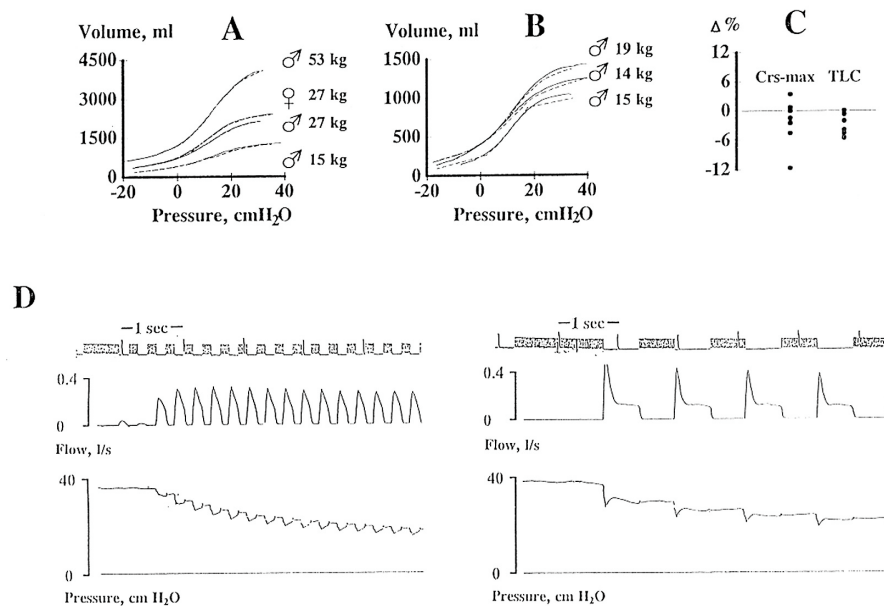 A
Volume, ml
4500
3000
1500
0
-20 0 20 40
Pressure, cmH₂O
♂ 53 kg
♀ 27 kg
♂ 27 kg
♂ 15 kg
B
Volume, ml
1500
1000
500
0
-20 0 20 40
Pressure, cmH₂O
♂ 19 kg
♂ 14 kg
♂ 15 kg
C
Δ %
12
6
0
-6
-12
Crs-max TLC
D
1 sec
0.4
0
Flow, l/s
40
0
Pressure, cm H₂O
1 sec
0.4
0
Flow, l/s
40
0
Pressure, cm H₂O